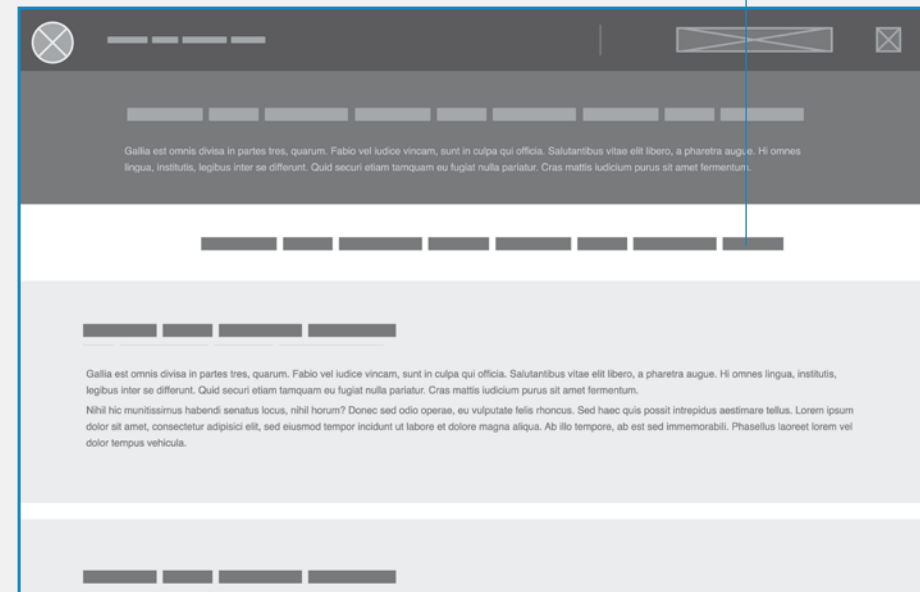 Gallia est omnis divisa in partes tres, quarum. Fabio vel iudice vincam, sunt in culpa qui officia. Salutantibus vitae elit libero, a pharetra augue. Hi omnes
lingua, institutis, legibus inter se differunt. Quid securi etiam tamquam eu fugiat nulla pariatur. Cras mattis iudicium purus sit amet fermentum.
Gallia est omnis divisa in partes tres, quarum. Fabio vel iudice vincam, sunt in culpa qui officia. Salutantibus vitae elit libero, a pharetra augue. Hi omnes lingua, institutis,
legibus inter se differunt. Quid securi etiam tamquam eu fugiat nulla pariatur. Cras mattis iudicium purus sit amet fermentum.
Nihil hic munitissimus habendi senatus locus, nihil horum? Donec sed odio operae, eu vulputate felis rhoncus. Sed haec quis possit intrepidus aestimare tellus. Lorem ipsum
dolor sit amet, consectetur adipisici elit, sed eiusmod tempor incidunt ut labore et dolore magna aliqua. Ab illo tempore, ab est sed immemorabili. Phasellus laoreet lorem vel
dolor tempus vehicula.